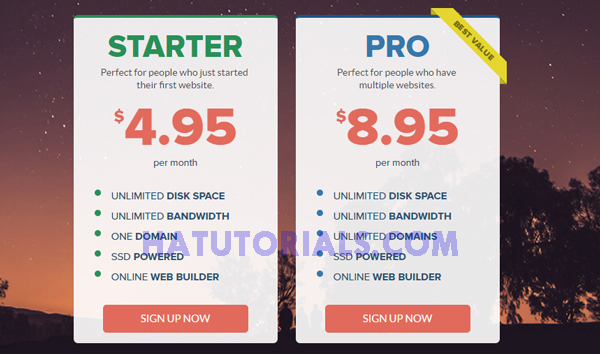 STARTER
Perfect for people who just started
their first website.
$4.95
per month
UNLIMITED DISK SPACE
UNLIMITED BANDWIDTH
ONE DOMAIN
SSD POWERED
ONLINE WEB BUILDER
SIGN UP NOW
PRO
BEST VALUE
Perfect for people who have
multiple websites.
$8.95
per month
UNLIMITED DISK SPACE
UNLIMITED BANDWIDTH
UNLIMITED DOMAINS
SSD POWERED
ONLINE WEB BUILDER
SIGN UP NOW
HATUTORIALS.COM